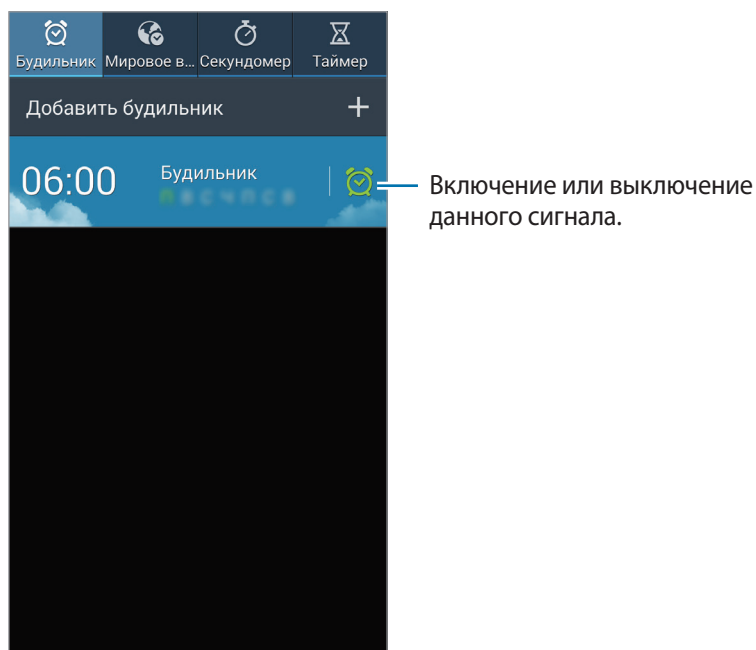 Будильник Мировое в... Секундомер Таймер
Добавить будильник +
06:00 Будильник
П В С Ч П С В
Включение или выключение
данного сигнала.